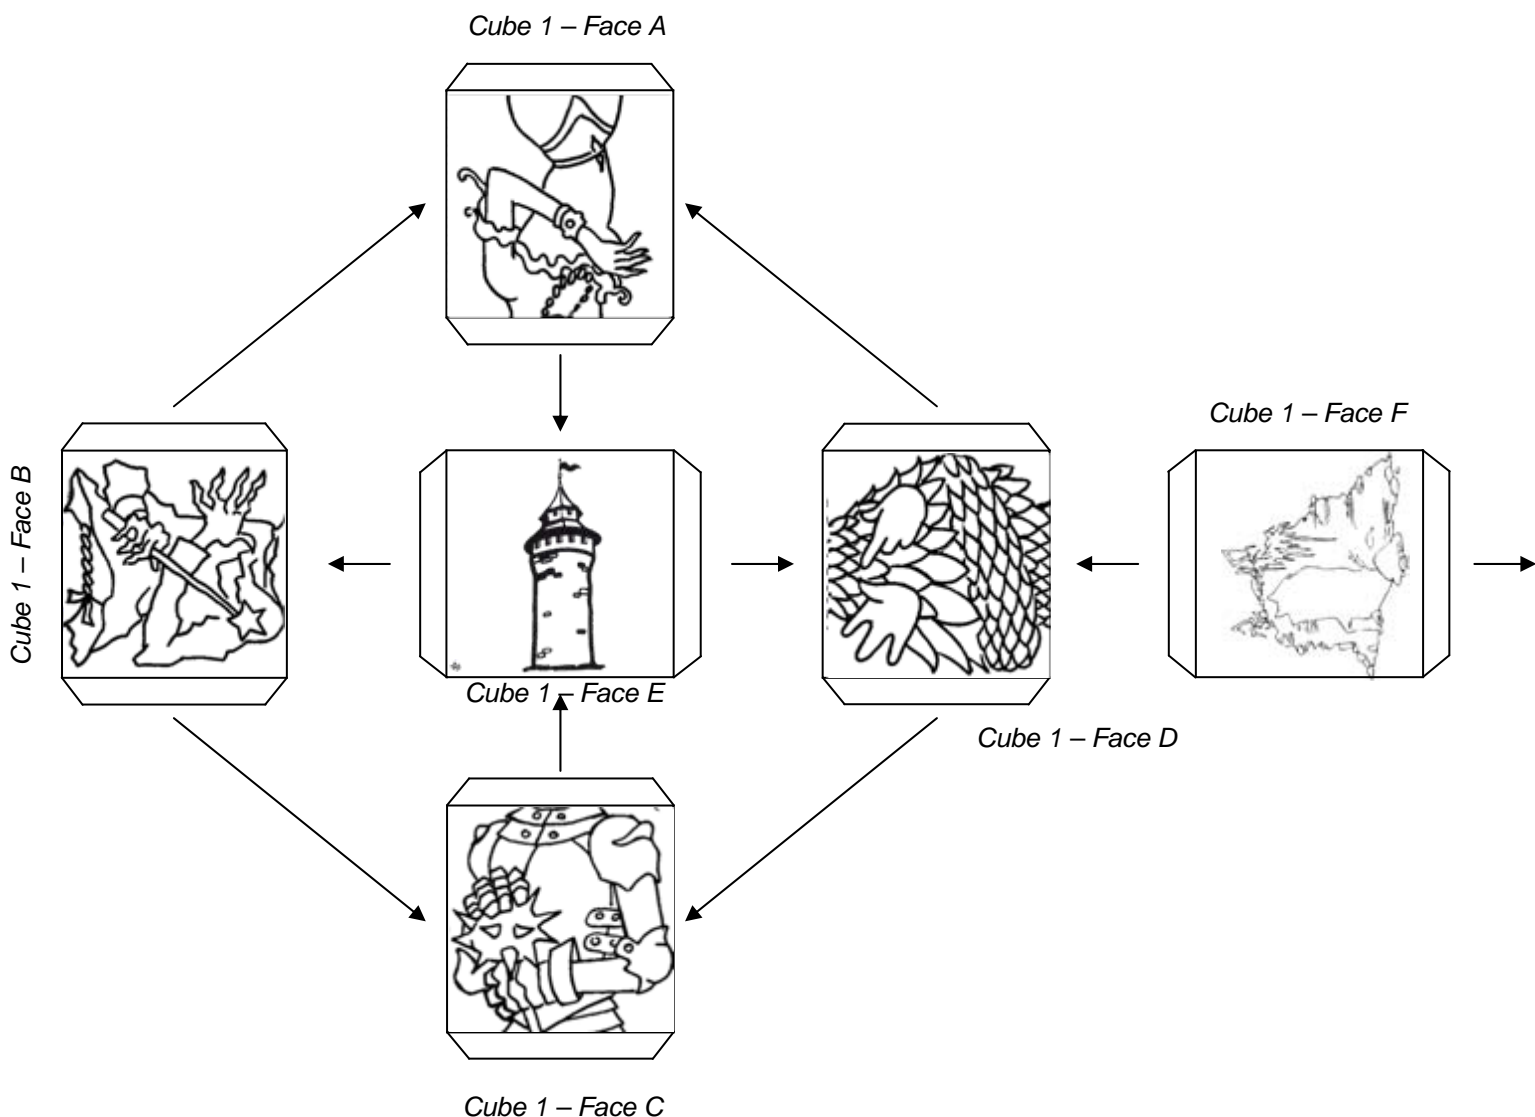 Cube 1 – Face A
Cube 1 – Face B
Cube 1 – Face F
Cube 1 – Face E
Cube 1 – Face D
Cube 1 – Face C